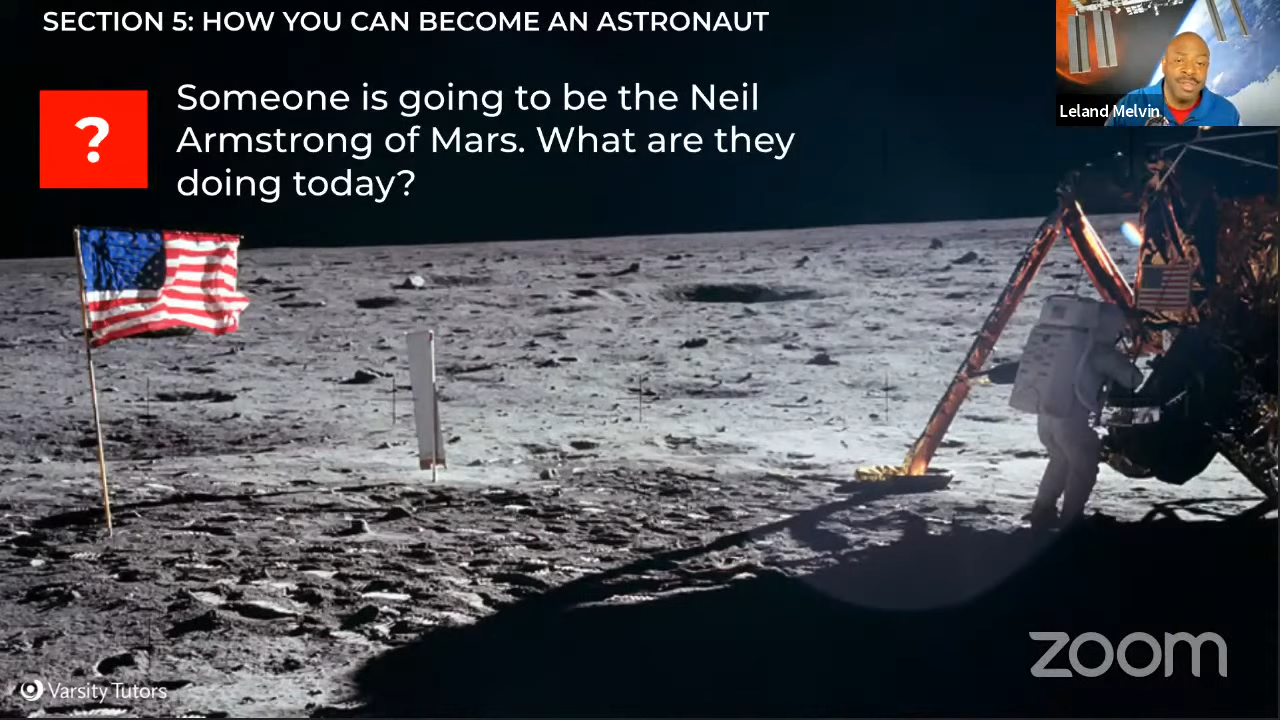 SECTION 5: HOW YOU CAN BECOME AN ASTRONAUT
?
Someone is going to be the Neil
Armstrong of Mars. What are they
doing today?
Leland Melvin
Varsity Tutors
zoom